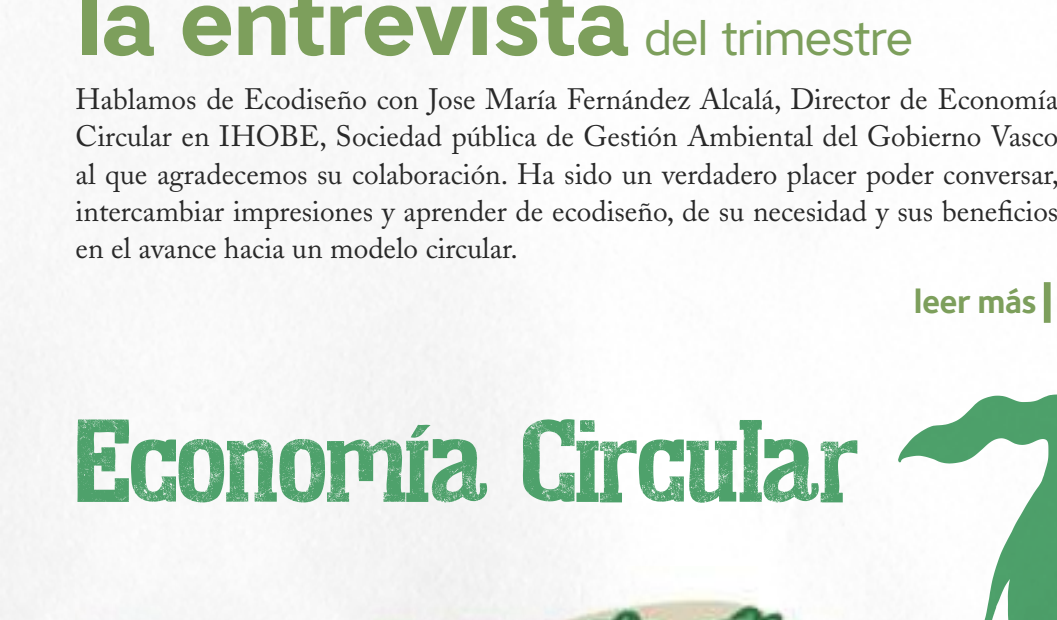 la entrevista del trimestre
Hablamos de Ecodiseño con Jose María Fernández Alcalá, Director de Economía
Circular en IHOBE, Sociedad pública de Gestión Ambiental del Gobierno Vasco
al que agradecemos su colaboración. Ha sido un verdadero placer poder conversar,
intercambiar impresiones y aprender de ecodiseño, de su necesidad y sus beneficios
en el avance hacia un modelo circular.
leer más
Economía Circular